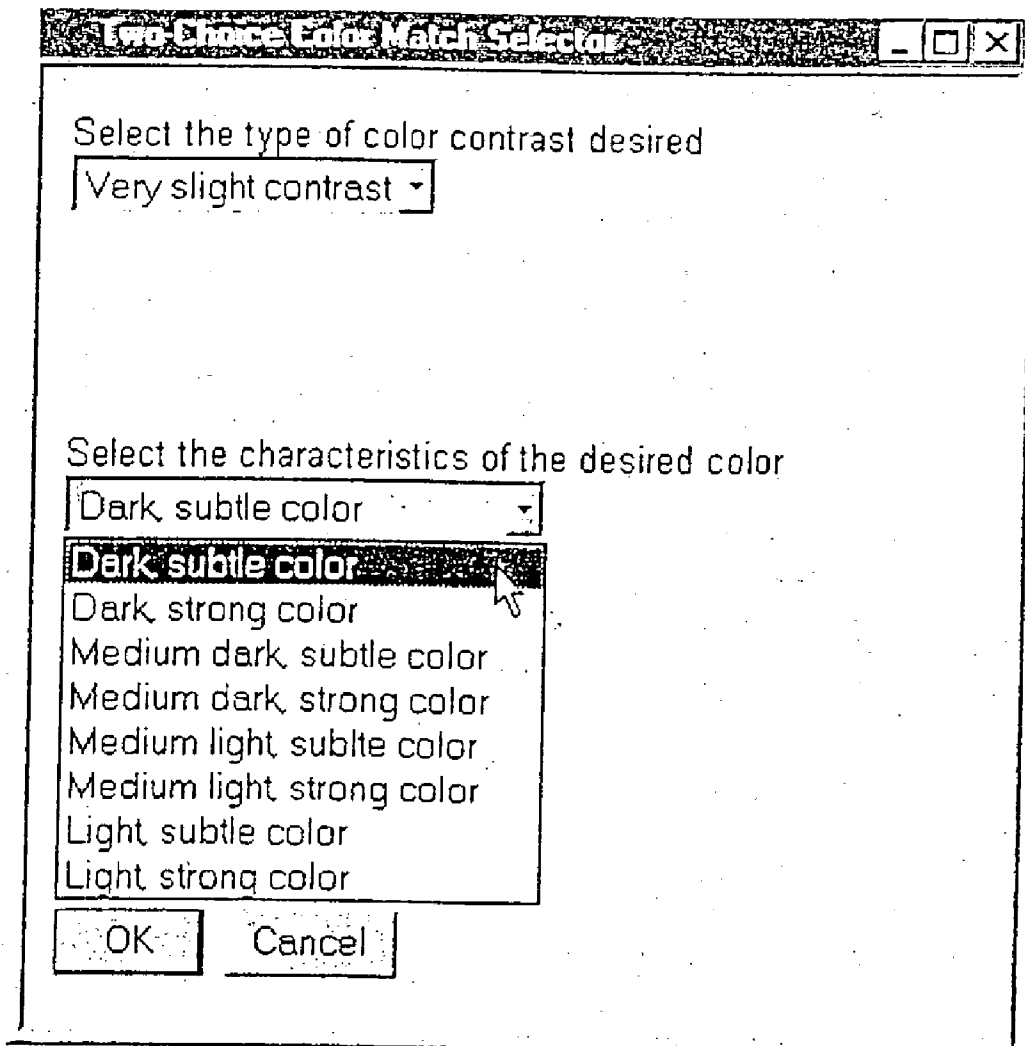 Two-Choice Color Match Selector
Select the type of color contrast desired
Very slight contrast
Select the characteristics of the desired color
Dark, subtle color
Dark, subtle color
Dark, strong color
Medium dark, subtle color
Medium dark, strong color
Medium light, sublte color
Medium light, strong color
Light, subtle color
Light, strong color
OK Cancel